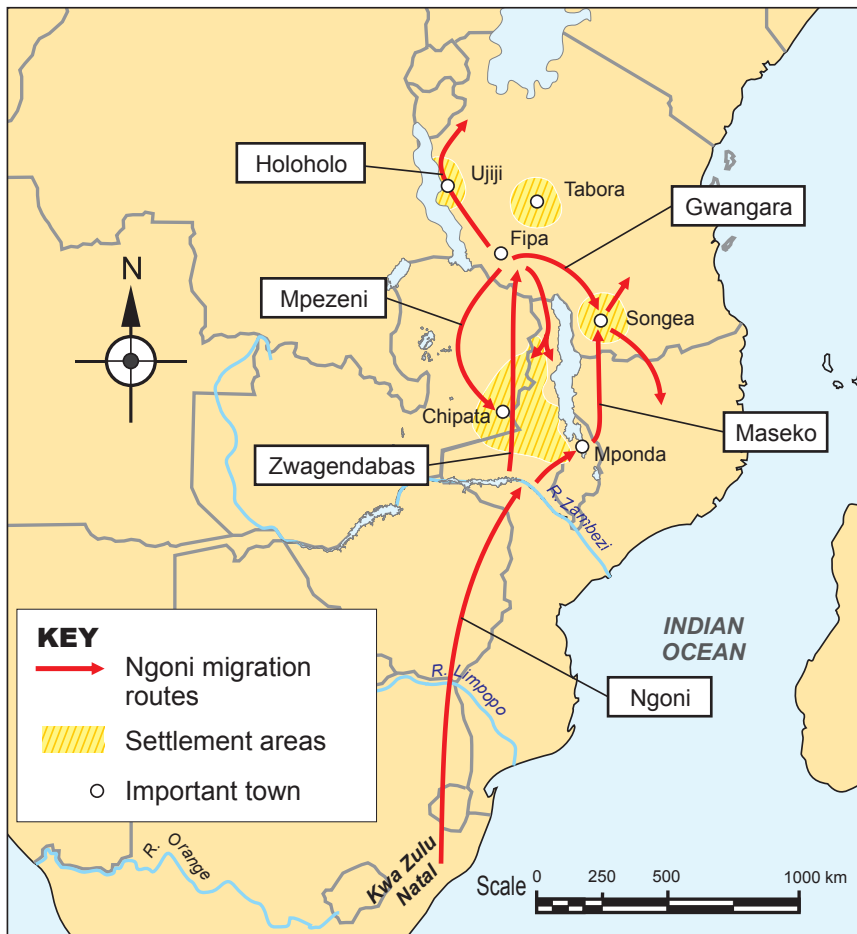 Holoholo
Ujiji
Tabora
Gwangara
Fipa
N
Mpezeni
Songea
Chipata
Maseko
Mponda
Zwagendabas
R. Zambezi
INDIAN
OCEAN
KEY
Ngoni migration
routes
R. Limpopo
Ngoni
Settlement areas
Important town
R. Orange
Kwa Zulu
Natal
Scale
0 250 500 1000 km